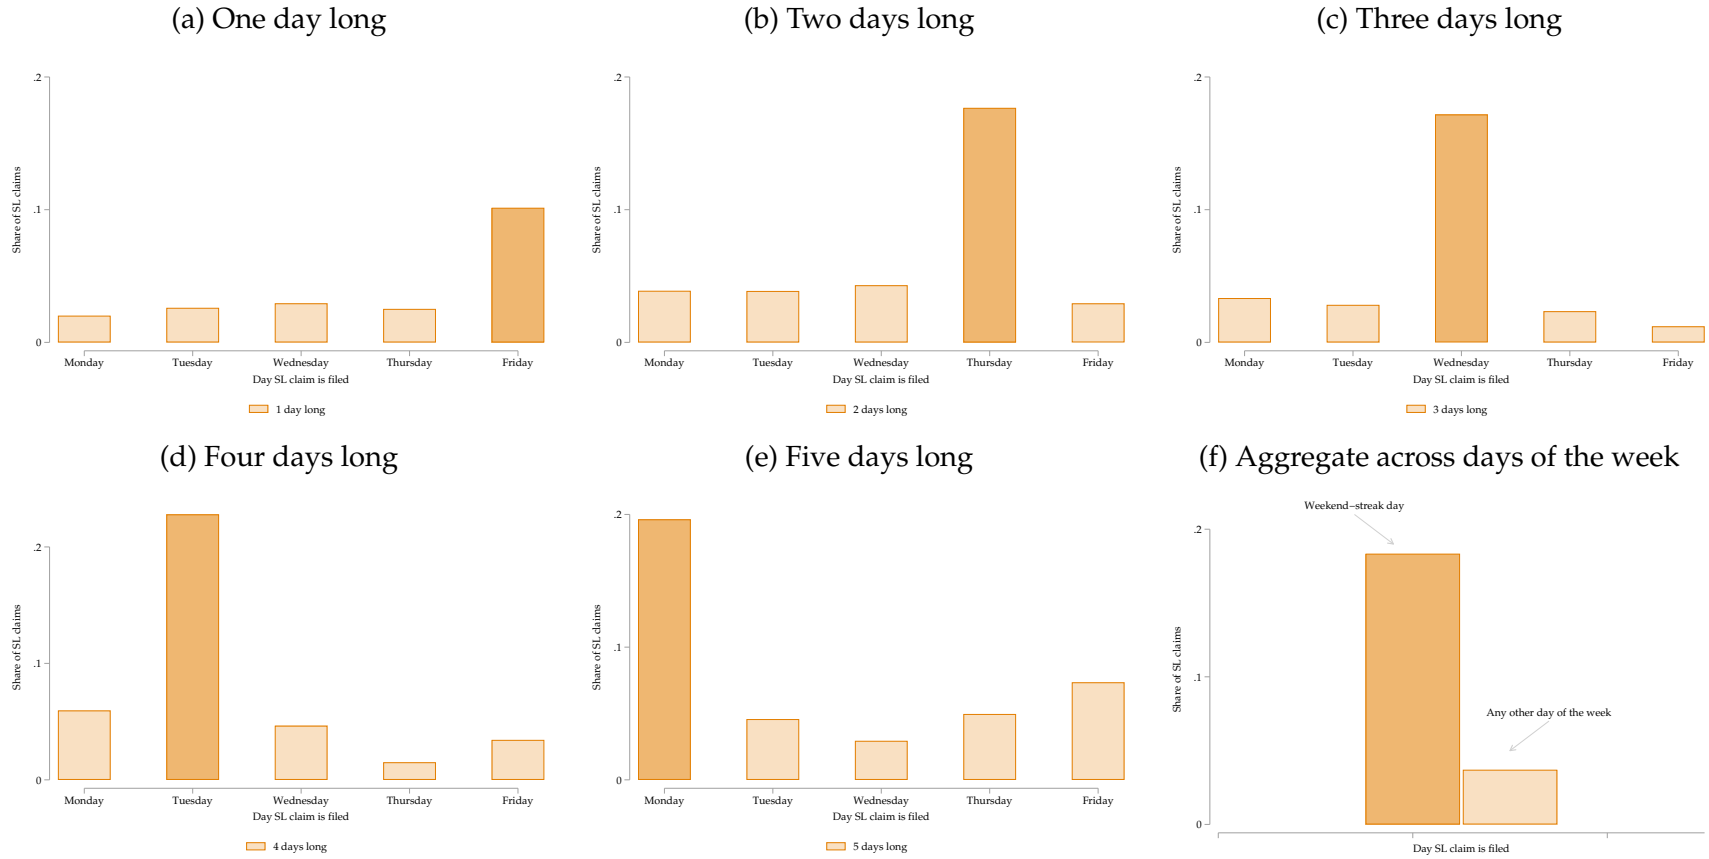 (a) One day long
.2
.1
0
Share of SL claims
Monday Tuesday Wednesday Thursday Friday
Day SL claim is filed
1 day long
(b) Two days long
.2
.1
0
Share of SL claims
Monday Tuesday Wednesday Thursday Friday
Day SL claim is filed
2 days long
(c) Three days long
.2
.1
0
Share of SL claims
Monday Tuesday Wednesday Thursday Friday
Day SL claim is filed
3 days long
(d) Four days long
.2
.1
0
Share of SL claims
Monday Tuesday Wednesday Thursday Friday
Day SL claim is filed
4 days long
(e) Five days long
.2
.1
0
Share of SL claims
Monday Tuesday Wednesday Thursday Friday
Day SL claim is filed
5 days long
(f) Aggregate across days of the week
Weekend−streak day
.2
.1
0
Share of SL claims
Any other day of the week
Day SL claim is filed